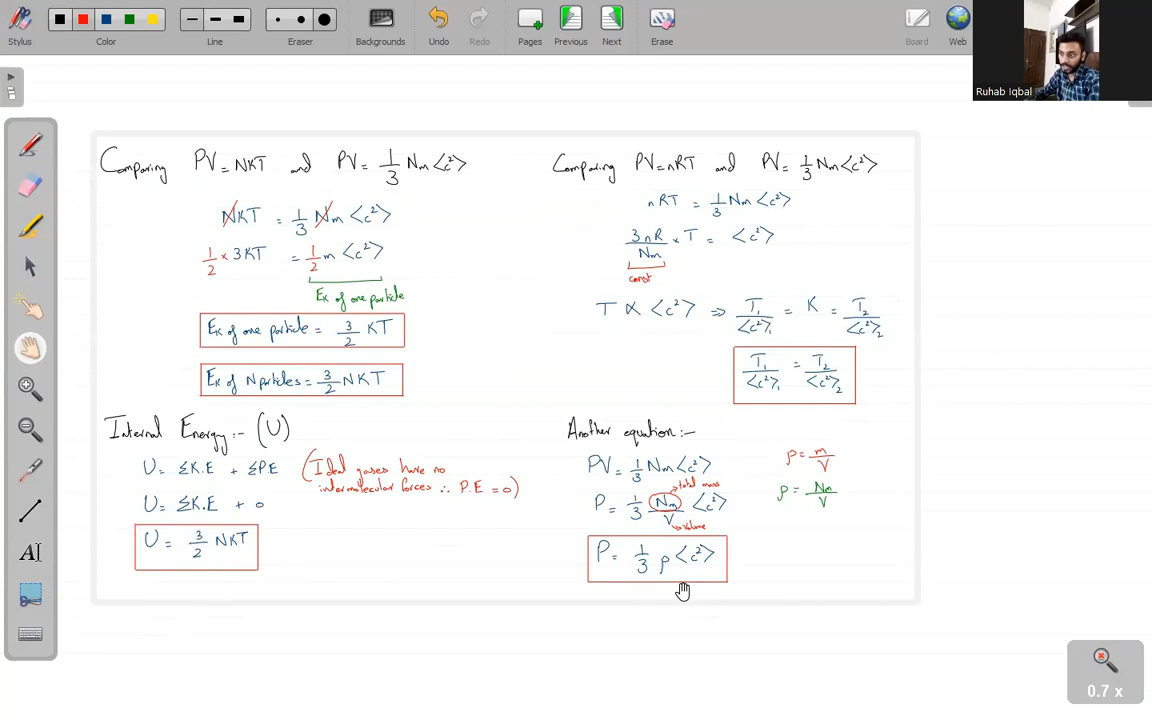 Stylus
Color
Line
Eraser
Backgrounds
Undo
Redo
Pages
Previous
Next
Erase
Board
Web
Ruhab Iqbal
Comparing PV=NKT and PV= 1/3 Nm<c²>
NKT = 1/3 Nm <c²>
1/2 × 3KT = 1/2 m <c²>
Ek of one particle
Ek of one particle = 3/2 KT
Ek of N particles = 3/2 NKT
Internal Energy:- (U)
U= ΣK.E + ΣP.E (Ideal gases have no
intermolecular forces ∴ P.E = 0)
U= ΣK.E + 0
U= 3/2 NKT
Comparing PV=nRT and PV= 1/3 Nm<c²>
nRT = 1/3 Nm <c²>
3nR/Nm × T = <c²>
const
T ∝ <c²> ⇒ T₁/<c²>₁ = K = T₂/<c²>₂
T₁/<c²>₁ = T₂/<c²>₂
Another equation:-
PV= 1/3 Nm<c²>
ρ= m/V
total mass
P= 1/3 Nm/V <c²>
ρ= Nm/V
volume
P= 1/3 ρ<c²>
0.7 x